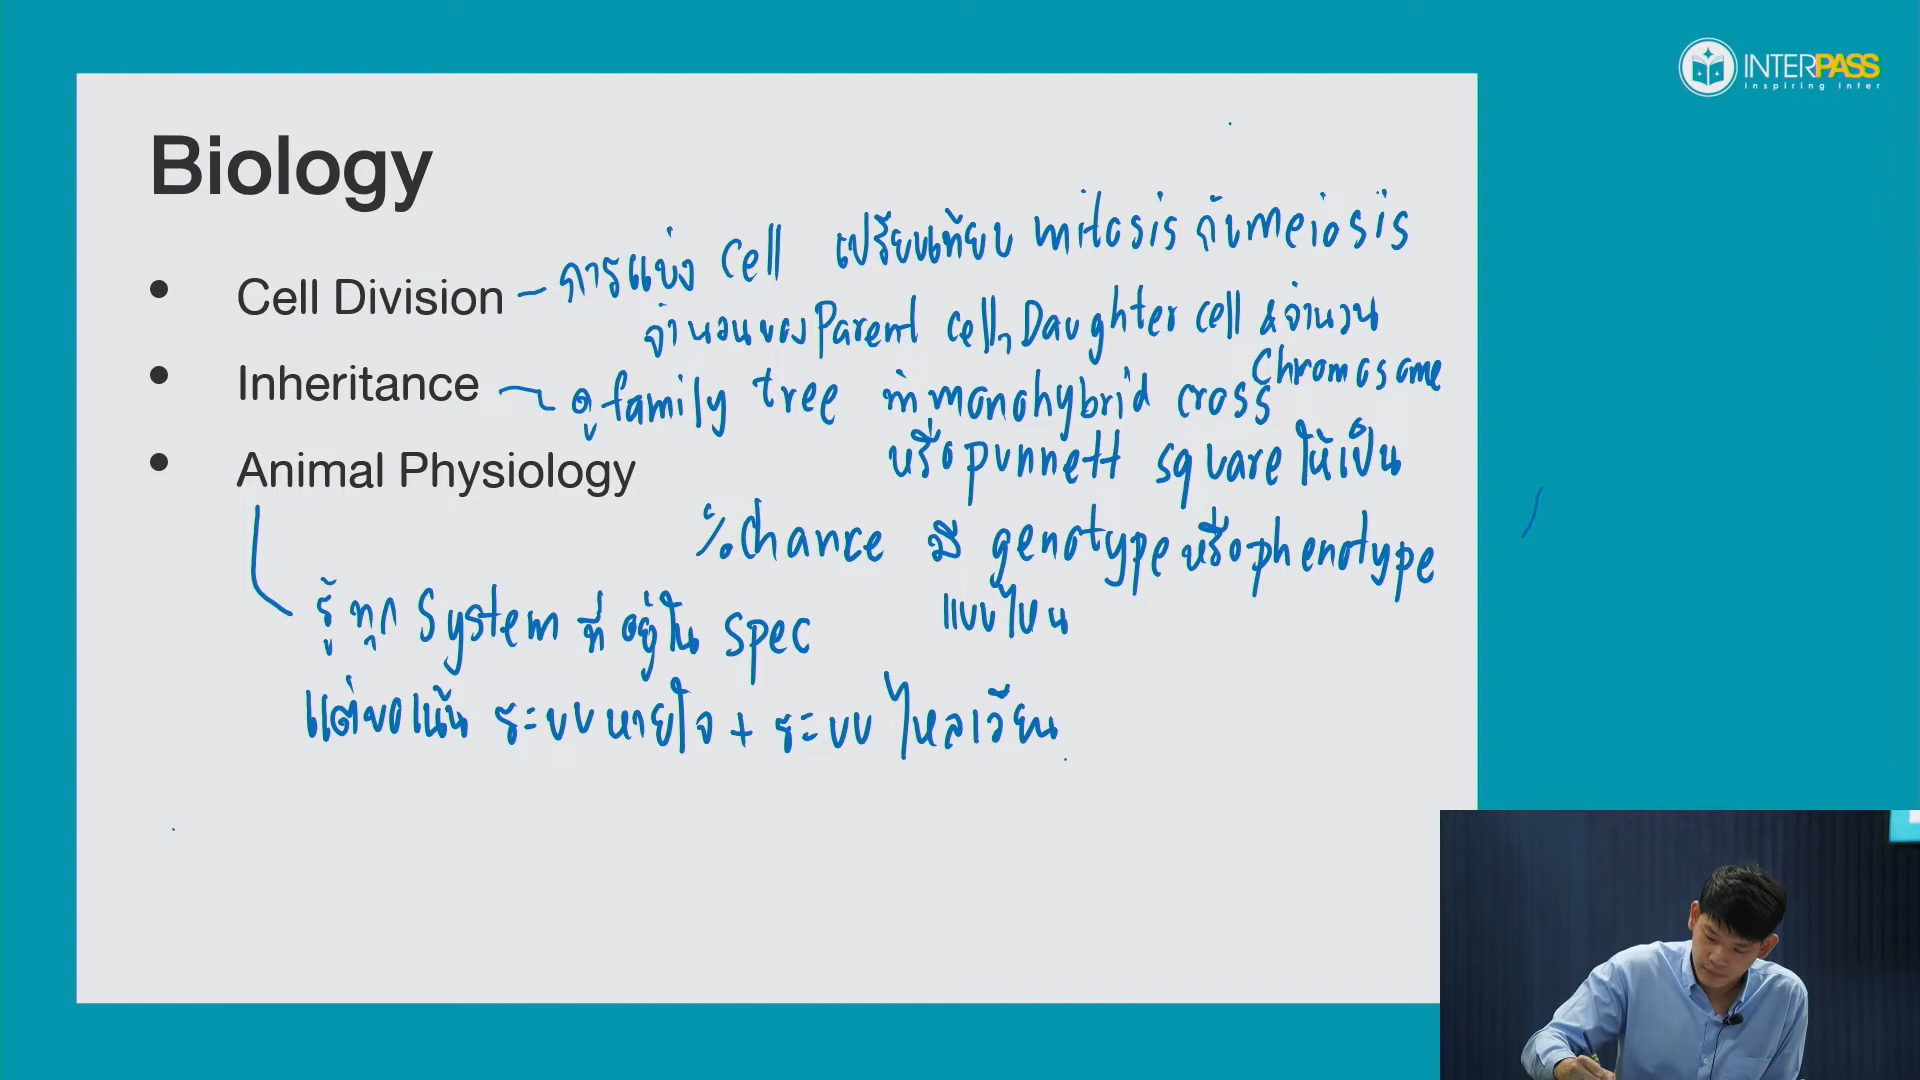 INTERPASS
Inspiring Inter
Biology
• Cell Division – การแบ่ง Cell เปรียบเทียบ mitosis กับ meiosis
จำนวนของ Parent cell, Daughter cell & จำนวน
Chromosome
• Inheritance – ดู family tree ทำ monohybrid cross
หรือ punnett square ให้เป็น
% Chance มี genotype หรือ phenotype
แบบไหน
• Animal Physiology
รู้ทุก System ที่อยู่ใน spec
แต่ขอเน้น ระบบหายใจ + ระบบไหลเวียน